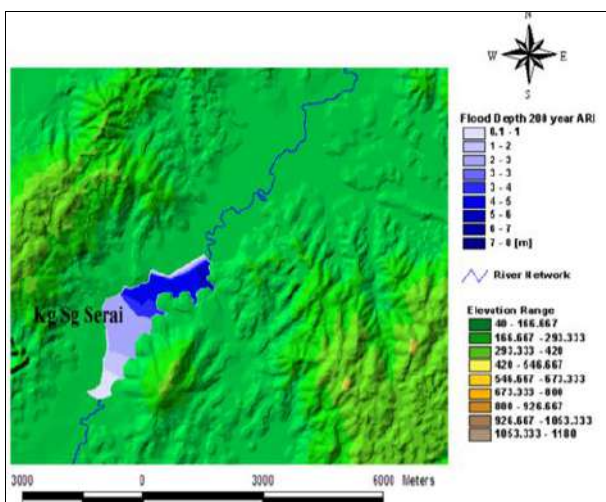 N
W E
S
Flood Depth 200 year ARI
0.1 - 1
1 - 2
2 - 3
3 - 3
3 - 4
4 - 5
5 - 6
6 - 7
7 - 8 [m]
River Network
Kg Sg Serai
Elevation Range
40 - 166.667
166.667 - 293.333
293.333 - 420
420 - 546.667
546.667 - 673.333
673.333 - 800
800 - 926.667
926.667 - 1053.333
1053.333 - 1180
3000 0 3000 6000 Meters